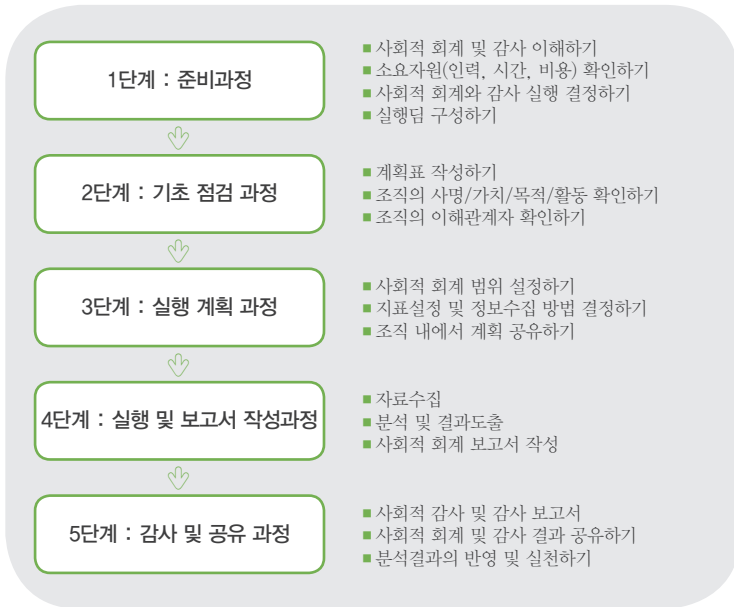 1단계 : 준비과정
■ 사회적 회계 및 감사 이해하기
■ 소요자원(인력, 시간, 비용) 확인하기
■ 사회적 회계와 감사 실행 결정하기
■ 실행딤 구성하기
2단계 : 기초 점검 과정
■ 계획표 작성하기
■ 조직의 사명/가치/목적/활동 확인하기
■ 조직의 이해관계자 확인하기
3단계 : 실행 계획 과정
■ 사회적 회계 범위 설정하기
■ 지표설정 및 정보수집 방법 결정하기
■ 조직 내에서 계획 공유하기
4단계 : 실행 및 보고서 작성과정
■ 자료수집
■ 분석 및 결과도출
■ 사회적 회계 보고서 작성
5단계 : 감사 및 공유 과정
■ 사회적 감사 및 감사 보고서
■ 사회적 회계 및 감사 결과 공유하기
■ 분석결과의 반영 및 실천하기